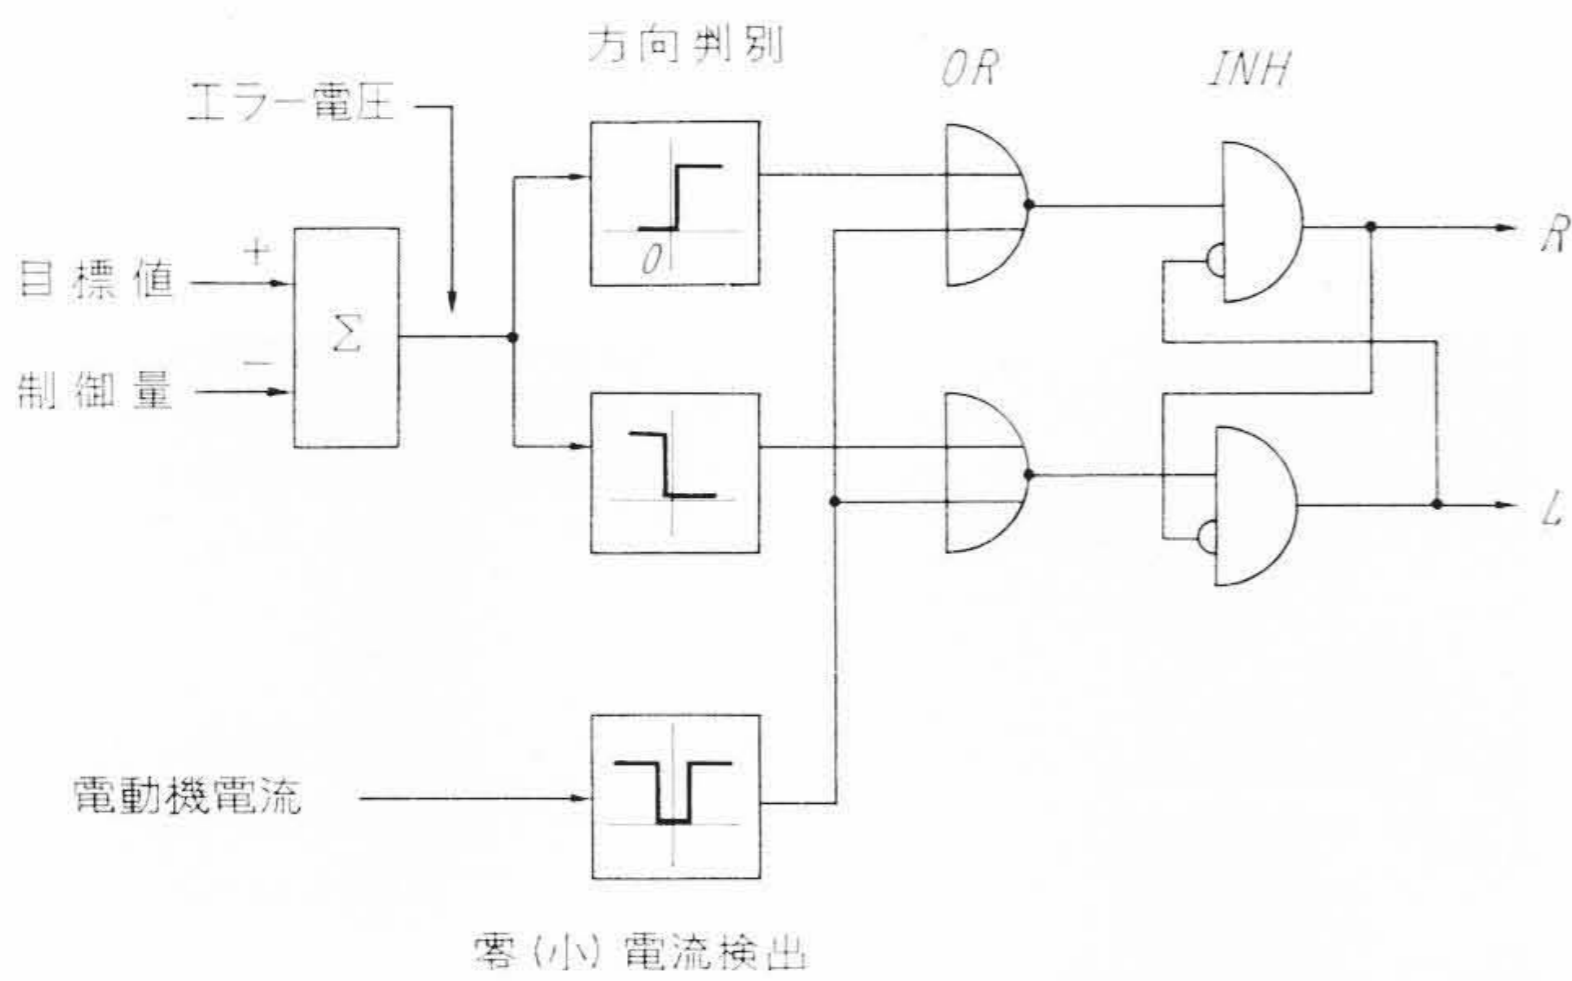 方向判別
OR
INH
エラー電圧
0
R
目標値
+
Σ
制御量
−
L
電動機電流
零(小)電流検出